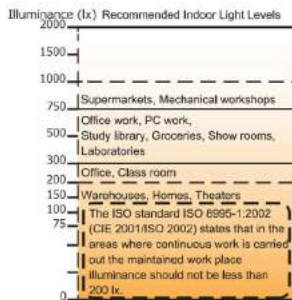 Illuminance (lx) Recommended Indoor Light Levels
2000
1500
1000
Supermarkets, Mechanical workshops
750
Office work, PC work,
500
Study library, Groceries, Show rooms,
Laboratories
300
Office, Class room
200
150
Warehouses, Homes, Theaters
100
75
The ISO standard ISO 8995-1:2002
(CIE 2001/ISO 2002) states that in the
areas where continuous work is carried
out the maintained work place
illuminance should not be less than
200 lx.
0